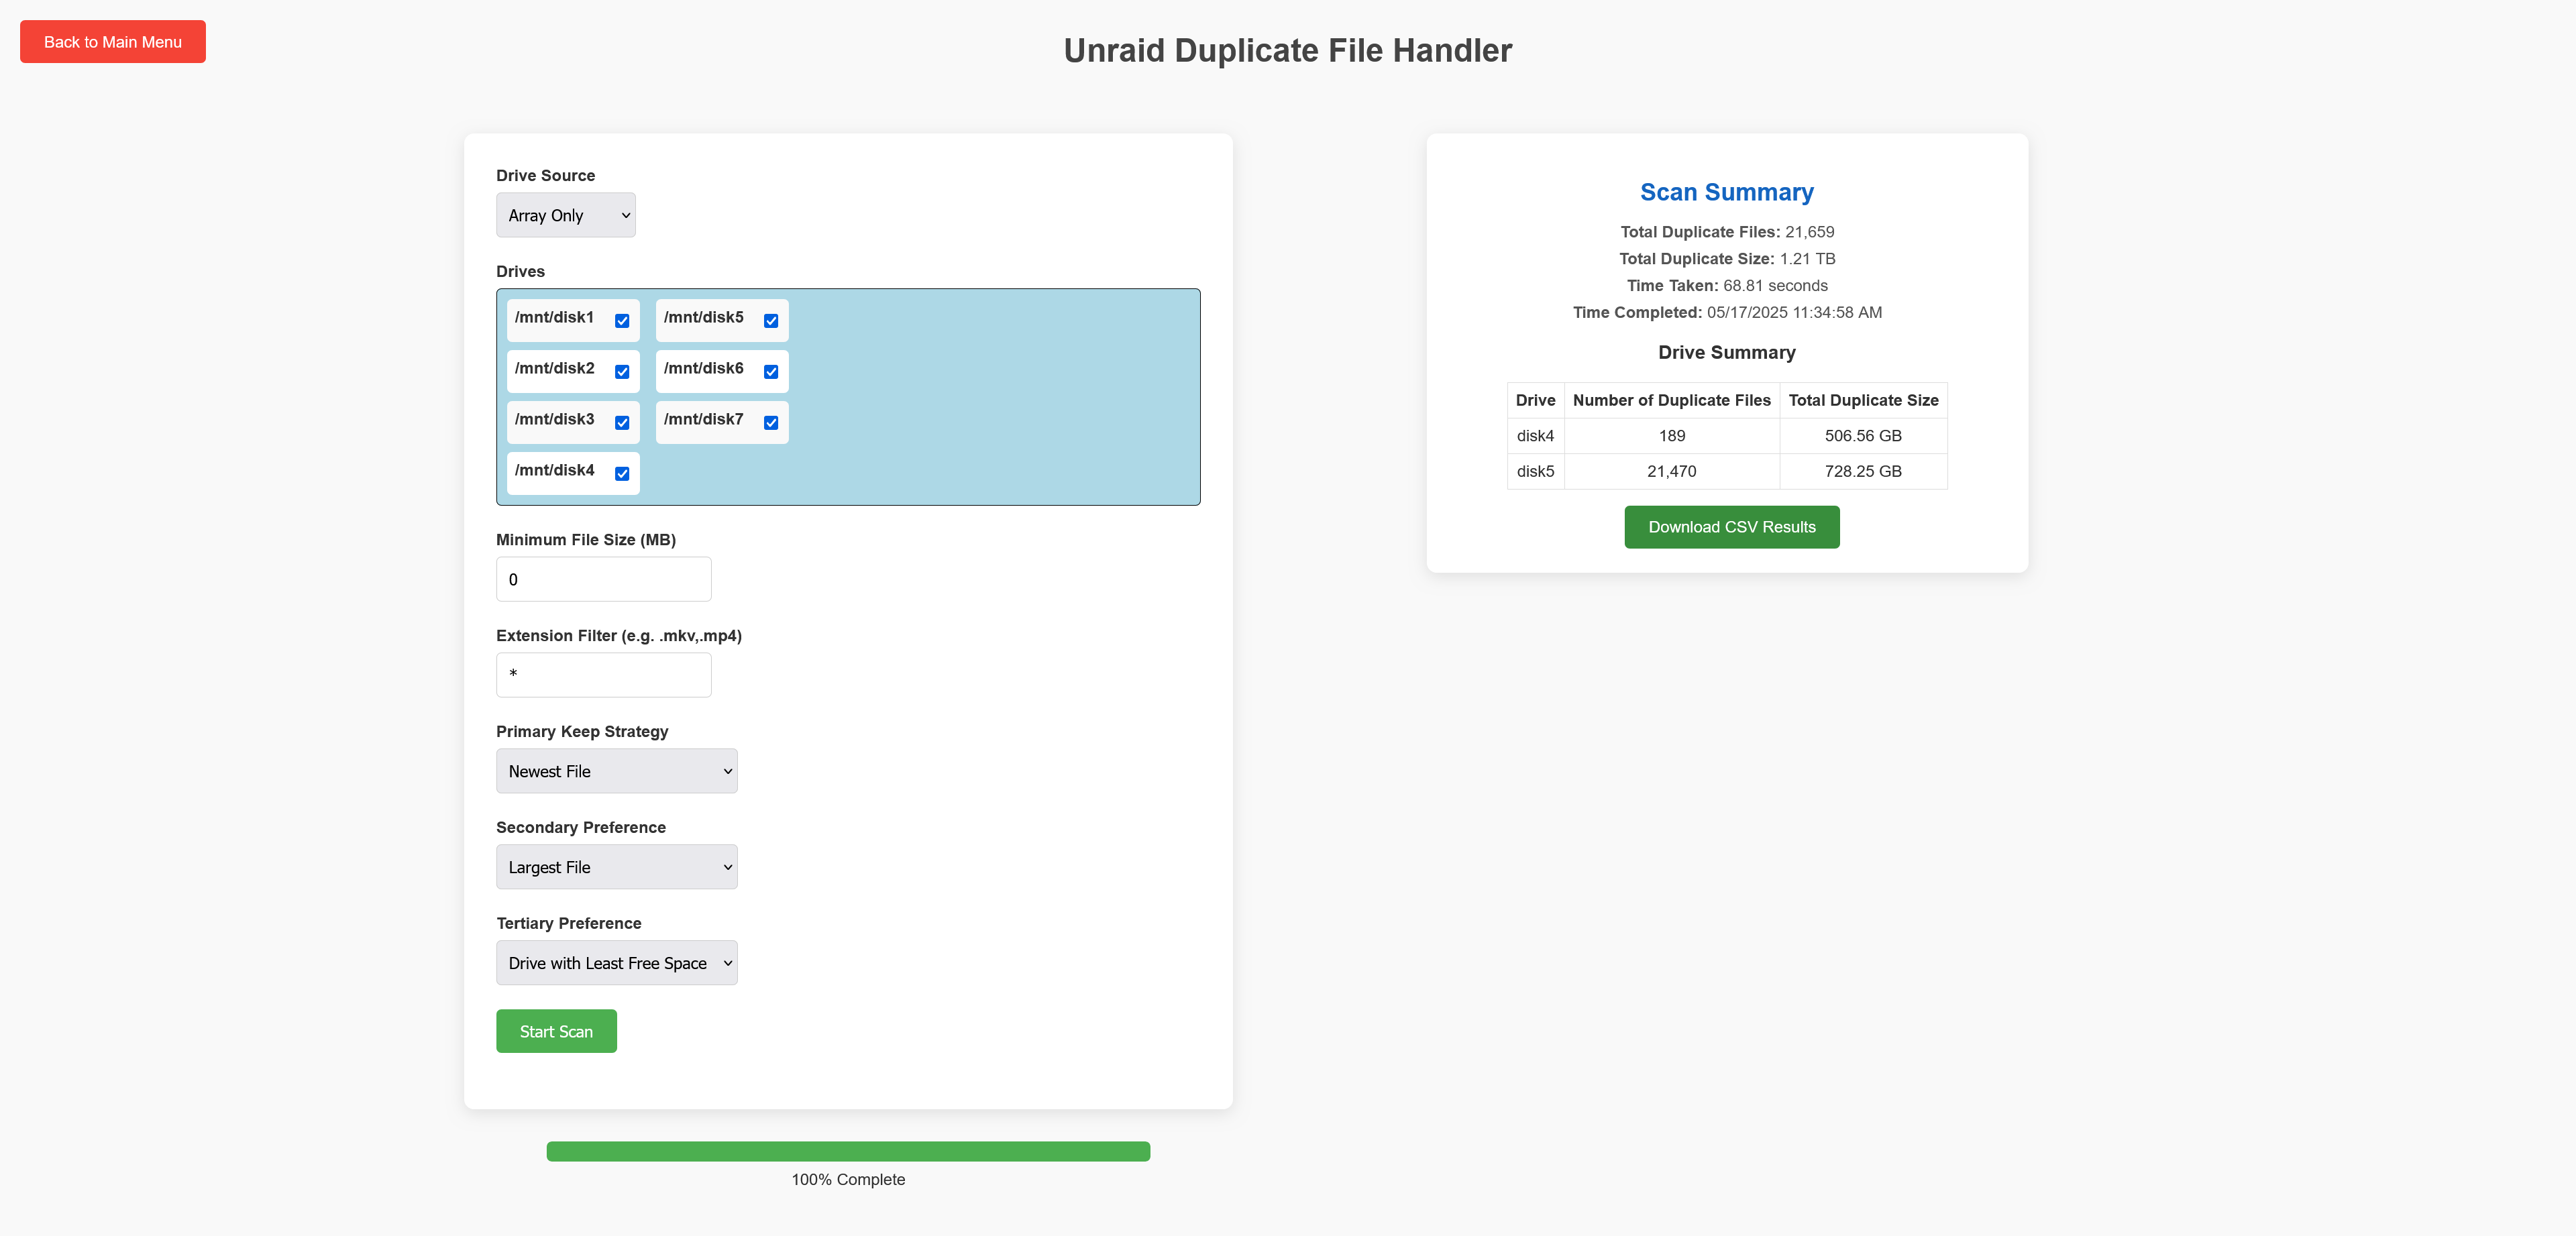 Back to Main Menu
Unraid Duplicate File Handler
Drive Source
Array Only
Drives
/mnt/disk1
/mnt/disk5
/mnt/disk2
/mnt/disk6
/mnt/disk3
/mnt/disk7
/mnt/disk4
Minimum File Size (MB)
0
Extension Filter (e.g. .mkv,.mp4)
*
Primary Keep Strategy
Newest File
Secondary Preference
Largest File
Tertiary Preference
Drive with Least Free Space
Start Scan
100% Complete
Scan Summary
Total Duplicate Files: 21,659
Total Duplicate Size: 1.21 TB
Time Taken: 68.81 seconds
Time Completed: 05/17/2025 11:34:58 AM
Drive Summary
Drive Number of Duplicate Files Total Duplicate Size
disk4 189 506.56 GB
disk5 21,470 728.25 GB
Download CSV Results